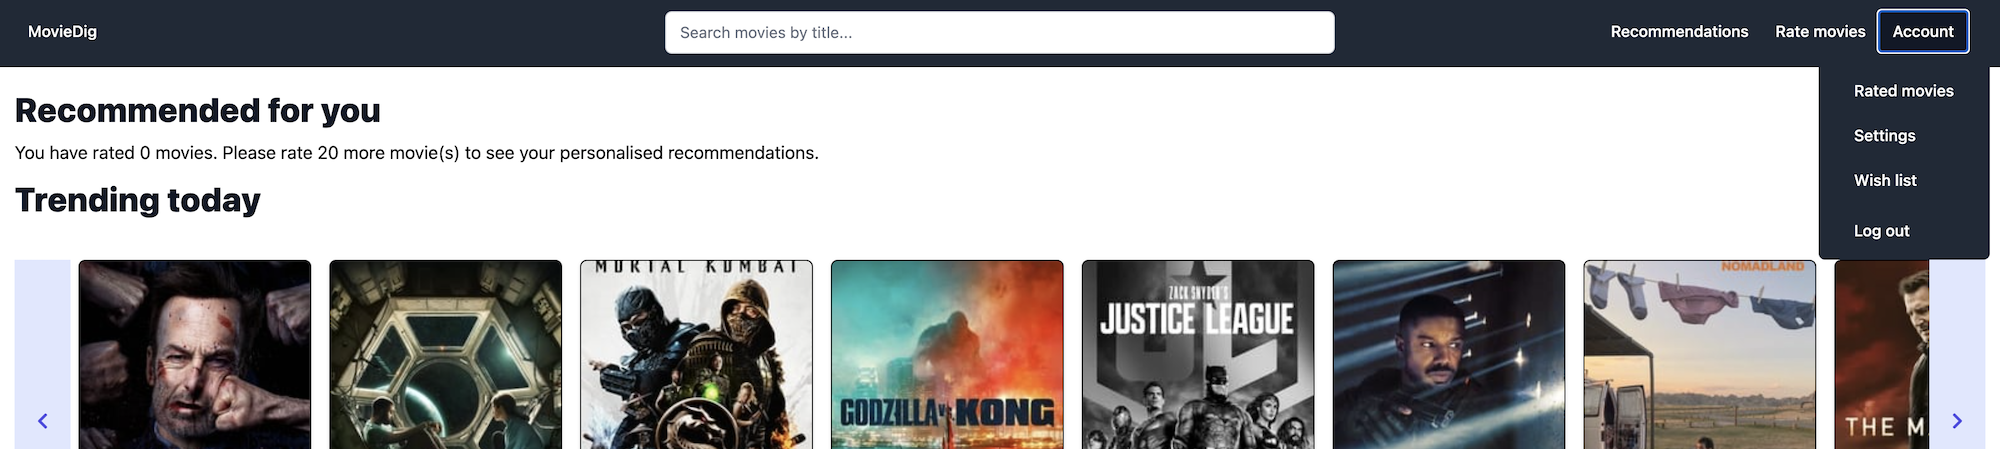 MovieDig
Search movies by title...
Recommendations
Rate movies
Account
Rated movies
Settings
Wish list
Log out
Recommended for you
You have rated 0 movies. Please rate 20 more movie(s) to see your personalised recommendations.
Trending today
MORTAL KOMBAT
GODZILLA v KONG
ZACK SNYDER'S
JUSTICE LEAGUE
NOMADLAND
THE M